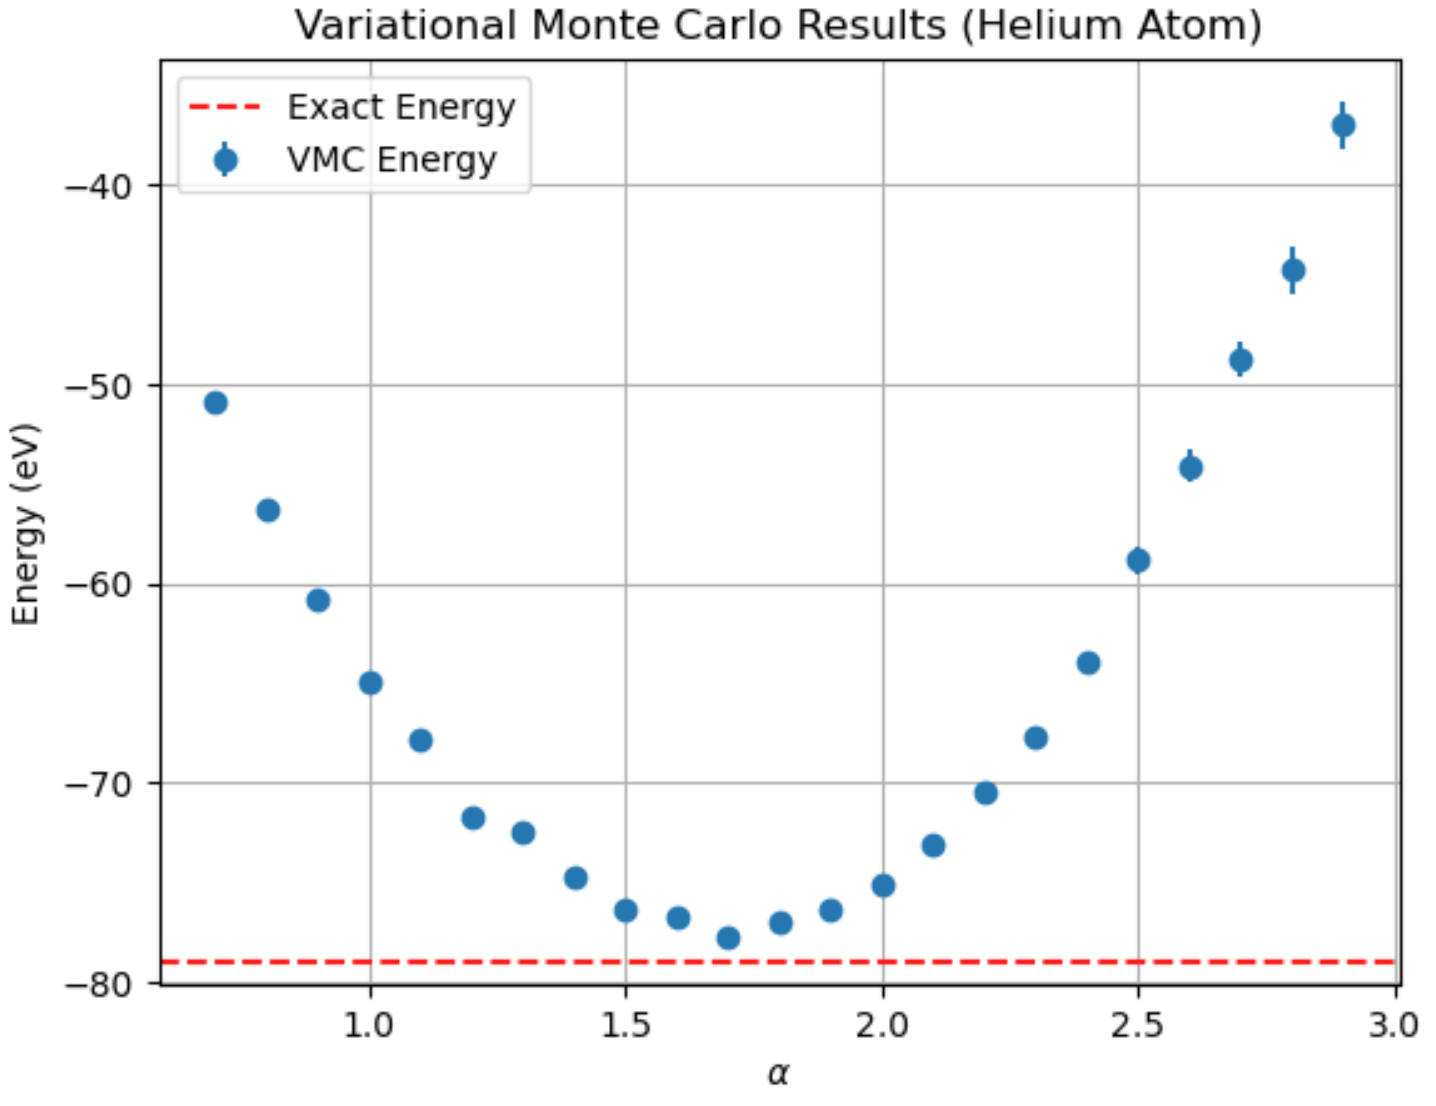 Variational Monte Carlo Results (Helium Atom)
Exact Energy
VMC Energy
Energy (eV)
−40
−50
−60
−70
−80
1.0 1.5 2.0 2.5 3.0
α